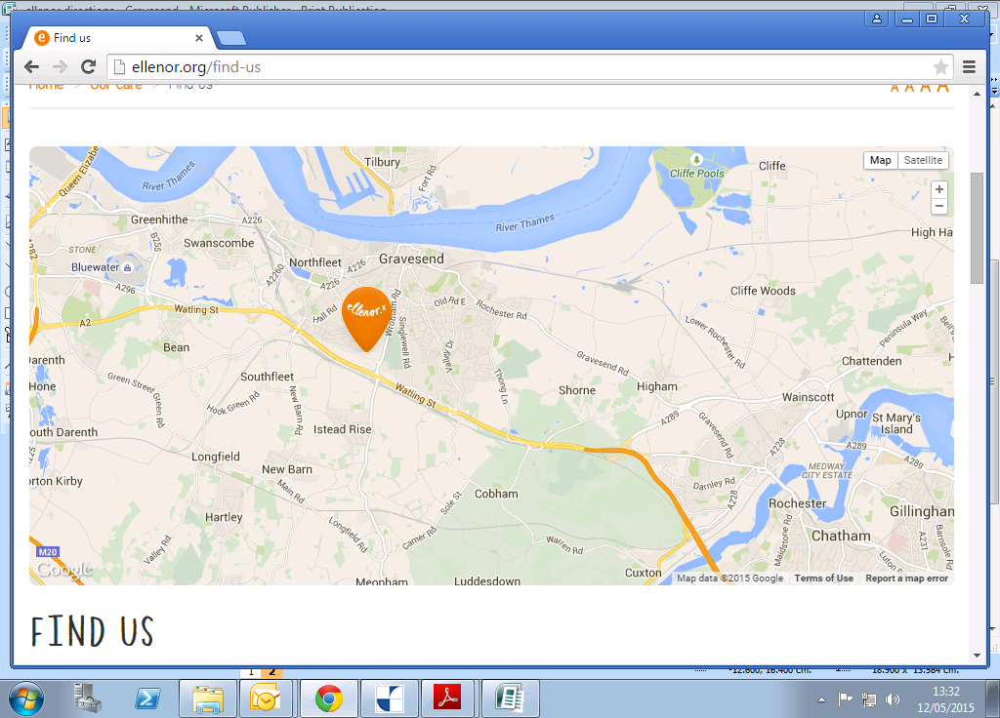 ellenor directions - Gravesend - Microsoft Publisher - Print Publication
Find us
ellenor.org/find-us
Home > Our care > Find us
A A A A
Map Satellite
+
−
Tilbury
Cliffe
Cliffe Pools
Queen Elizabe
River Thames
Fort Rd
River Thames
High Ha
Greenhithe
A226
B255
Swanscombe
A282
STONE
Bluewater
Northfleet
A226
Gravesend
A2260
A226
A296
Cliffe Woods
Old Rd E
Rochester Rd
ellenor.x
Wrotham Rd
Singlewell Rd
Hall Rd
Watling St
A2
Lower Rochester Rd
Peninsula Way
Bell's
Bean
Valley Dr
Gravesend Rd
Darenth
Chattenden
H
Thong Ln
Southfleet
Green Street Green Rd
Hone
Hook Green Rd
New Barn Rd
Watling St
Shorne
Higham
Wainscott
Upnor
St Mary's
Island
A289
Gravesend Rd
Istead Rise
outh Darenth
A228
A289
A289
B260
A225
Longfield
New Barn
orton Kirby
MEDWAY
CITY ESTATE
Main Rd
Darnley Rd
A228
Cobham
Sole St
Rochester
Gillingham
Hartley
Longfield Rd
Camer Rd
Warren Rd
Valley Rd
Chatham
Maidstone Rd
A231
Barnsole Rd
Luton
M20
Google
Cuxton
Meopham
Luddesdown
Map data ©2015 Google Terms of Use Report a map error
FIND US
1 2
-12.600, 16.400 cm.
18.900 x 13.584 cm.
13:32
12/05/2015